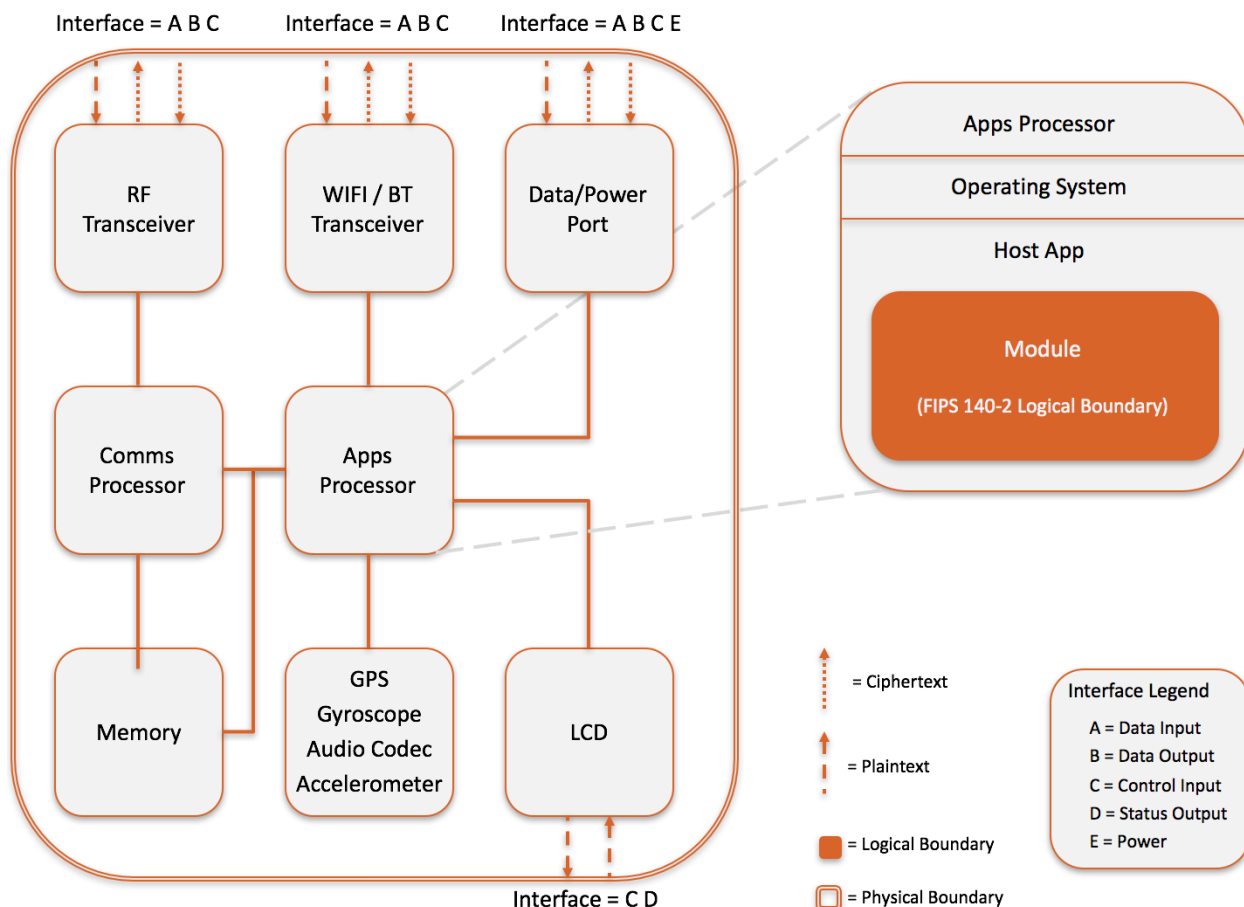 Interface = A B C
Interface = A B C
Interface = A B C E
RF
Transceiver
WIFI / BT
Transceiver
Data/Power
Port
Comms
Processor
Apps
Processor
Memory
GPS
Gyroscope
Audio Codec
Accelerometer
LCD
Interface = C D
Apps Processor
Operating System
Host App
Module
(FIPS 140-2 Logical Boundary)
= Ciphertext
= Plaintext
= Logical Boundary
= Physical Boundary
Interface Legend
A = Data Input
B = Data Output
C = Control Input
D = Status Output
E = Power